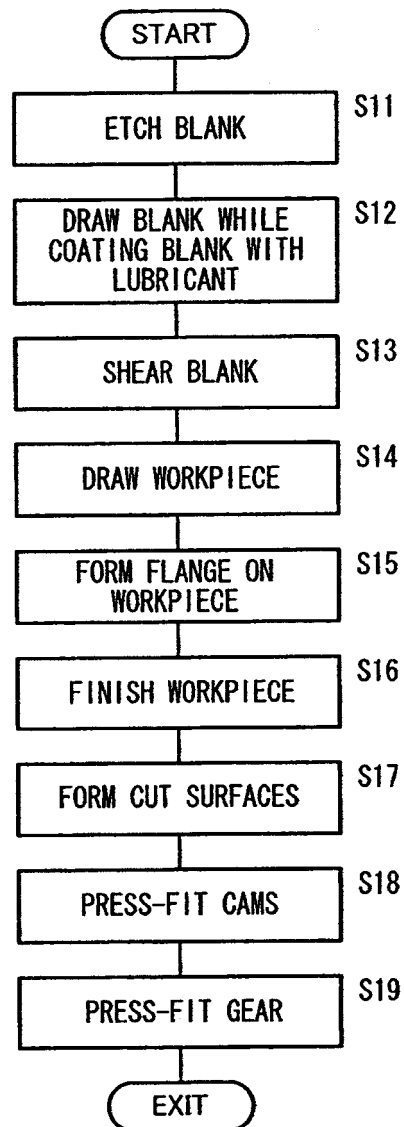 START
S11
ETCH BLANK
S12
DRAW BLANK WHILE
COATING BLANK WITH
LUBRICANT
S13
SHEAR BLANK
S14
DRAW WORKPIECE
S15
FORM FLANGE ON
WORKPIECE
S16
FINISH WORKPIECE
S17
FORM CUT SURFACES
S18
PRESS-FIT CAMS
S19
PRESS-FIT GEAR
EXIT